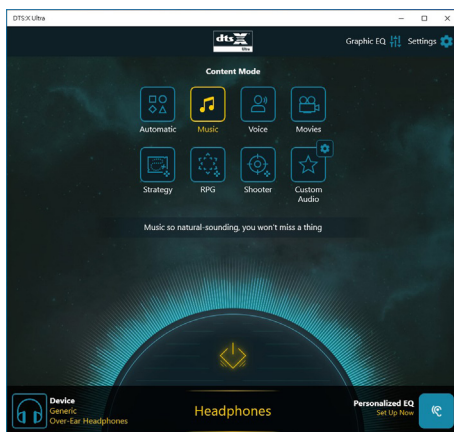 DTS:X Ultra
dts X
Ultra
Graphic EQ
Settings
Content Mode
Automatic
Music
Voice
Movies
Strategy
RPG
Shooter
Custom
Audio
Music so natural-sounding, you won't miss a thing
Device
Generic
Over-Ear Headphones
Headphones
Personalized EQ
Set Up Now